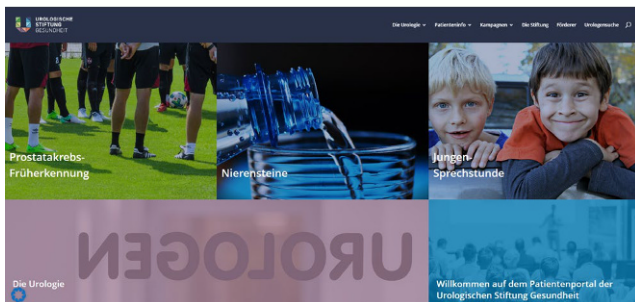 UROLOGISCHE
STIFTUNG
GESUNDHEIT
Die Urologie
Patienteninfo
Kampagnen
Die Stiftung
Förderer
Urologensuche
Prostatakrebs-
Früherkennung
Nierensteine
Jungen-
Sprechstunde
UROLOGEN
Die Urologie
Willkommen auf dem Patientenportal der
Urologischen Stiftung Gesundheit